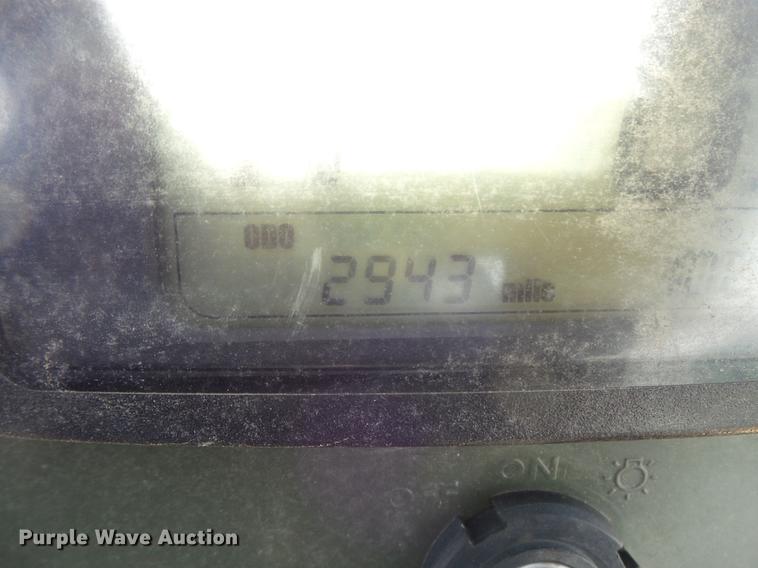 ODO
2943 mile
ON
OFF
Purple Wave Auction®